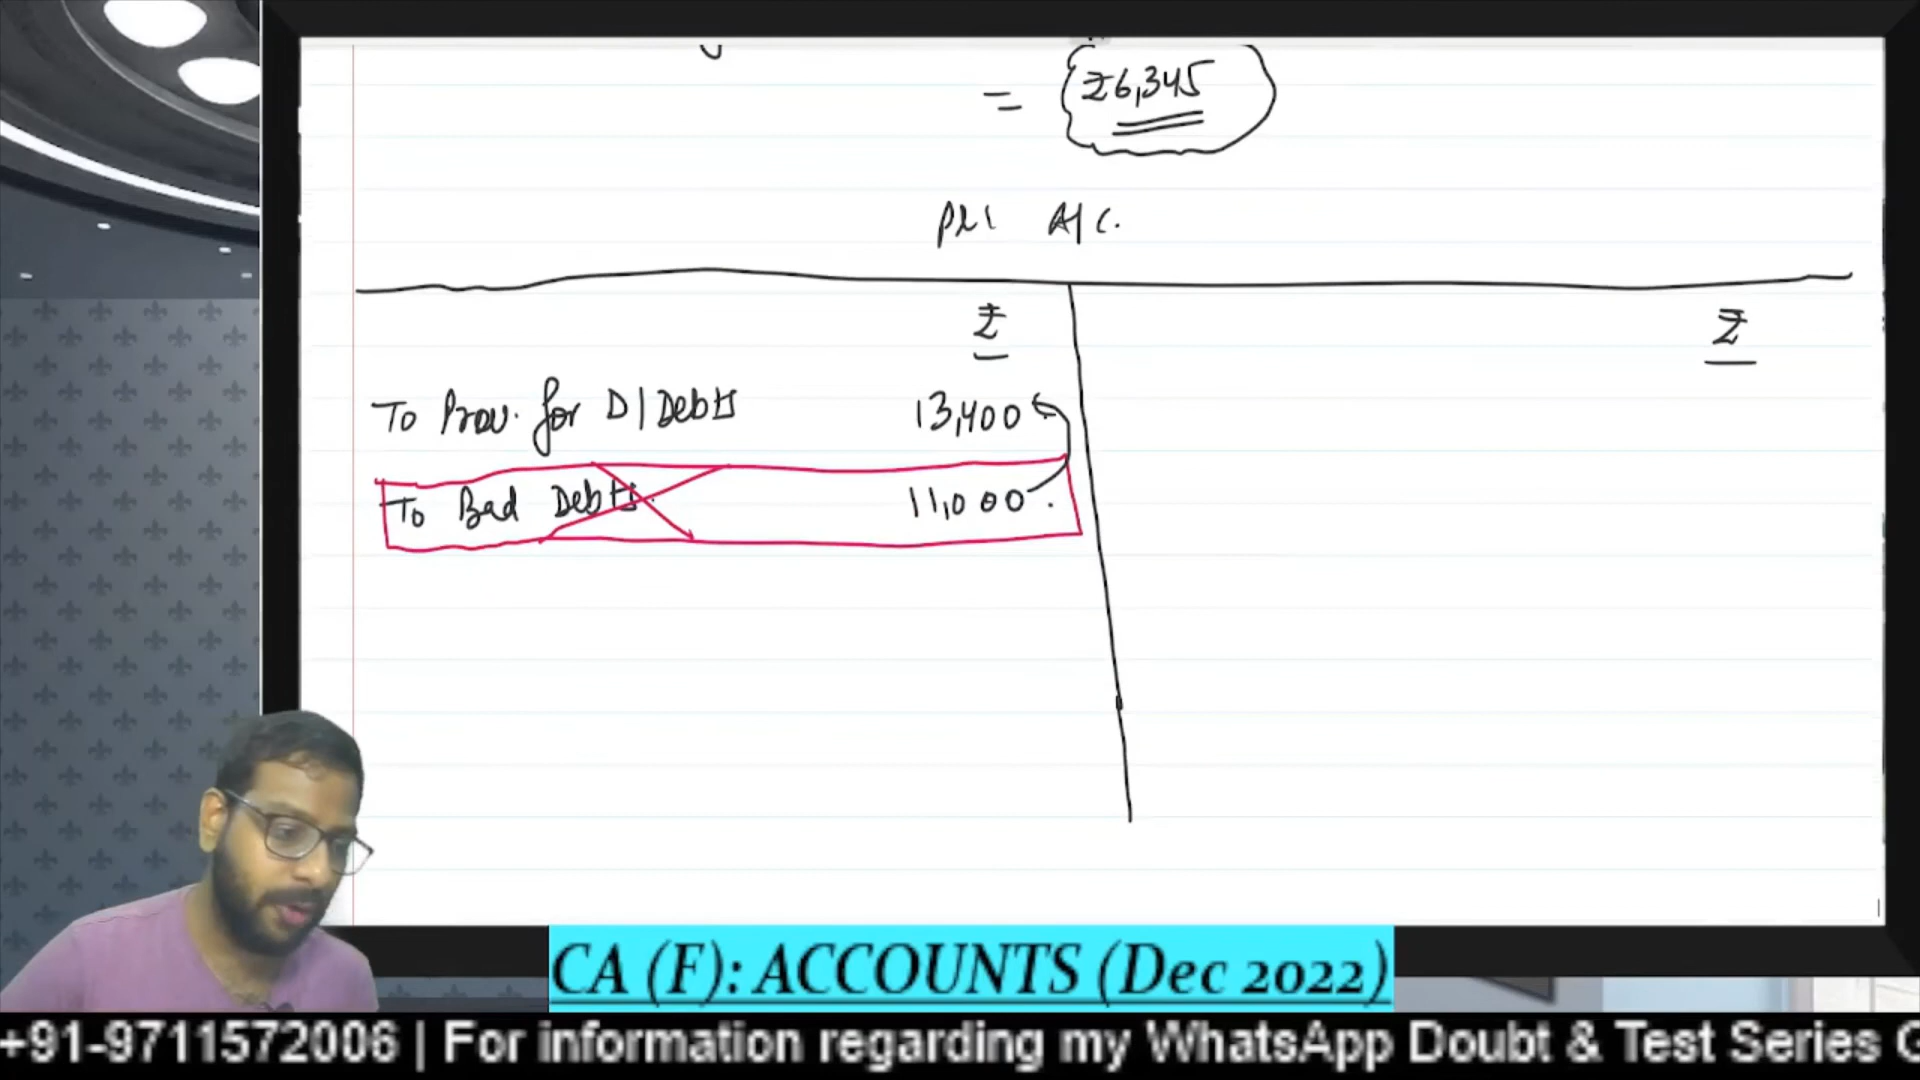 = ₹6,345
P&L A/C.
₹ ₹
To Prov. for D/Debts 13,400
To Bad Debts. 11,000.
CA (F): ACCOUNTS (Dec 2022)
+91-9711572006 | For information regarding my WhatsApp Doubt & Test Series G